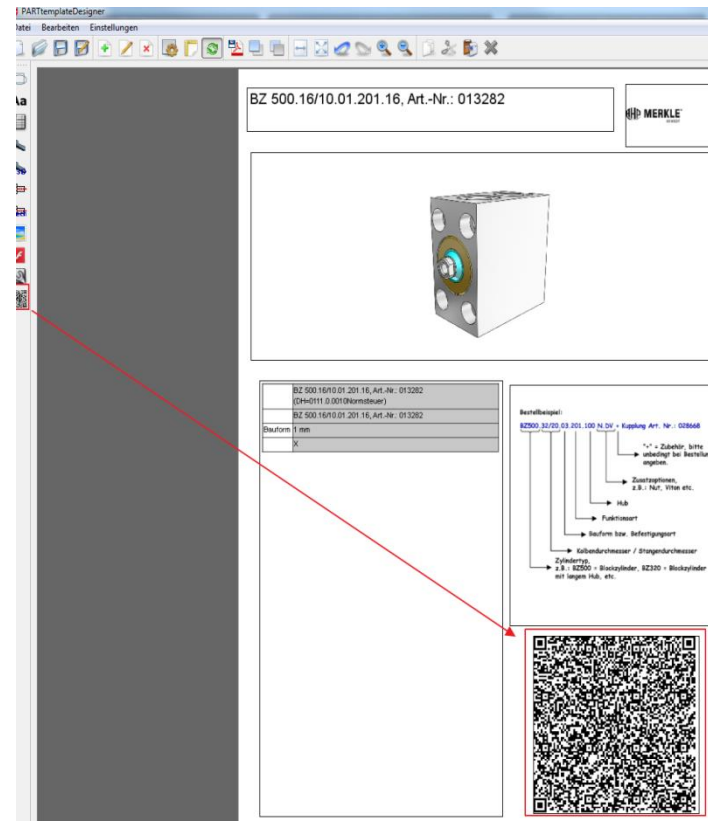 PARTtemplateDesigner
Datei Bearbeiten Einstellungen
Aa
BZ 500.16/10.01.201.16, Art.-Nr.: 013282
MERKLE
BZ 500.16/10.01.201.16, Art.-Nr.: 013282
(DH=0111.0.0010Normsteuer)
BZ 500.16/10.01.201.16, Art.-Nr.: 013282
Bauform 1 mm
X
Bestellbeispiel:
BZ500.32/20.03.201.100.N.DV + Kupplung Art. Nr.: 028668
"+" = Zubehör, bitte
unbedingt bei Bestellun
angeben.
Zusatzoptionen,
z.B.: Nut, Viton etc.
Hub
Funktionsart
Bauform bzw. Befestigungsart
Kolbendurchmesser / Stangendurchmesser
Zylindertyp,
z.B.: BZ500 = Blockzylinder, BZ320 = Blockzylinder
mit langem Hub, etc.